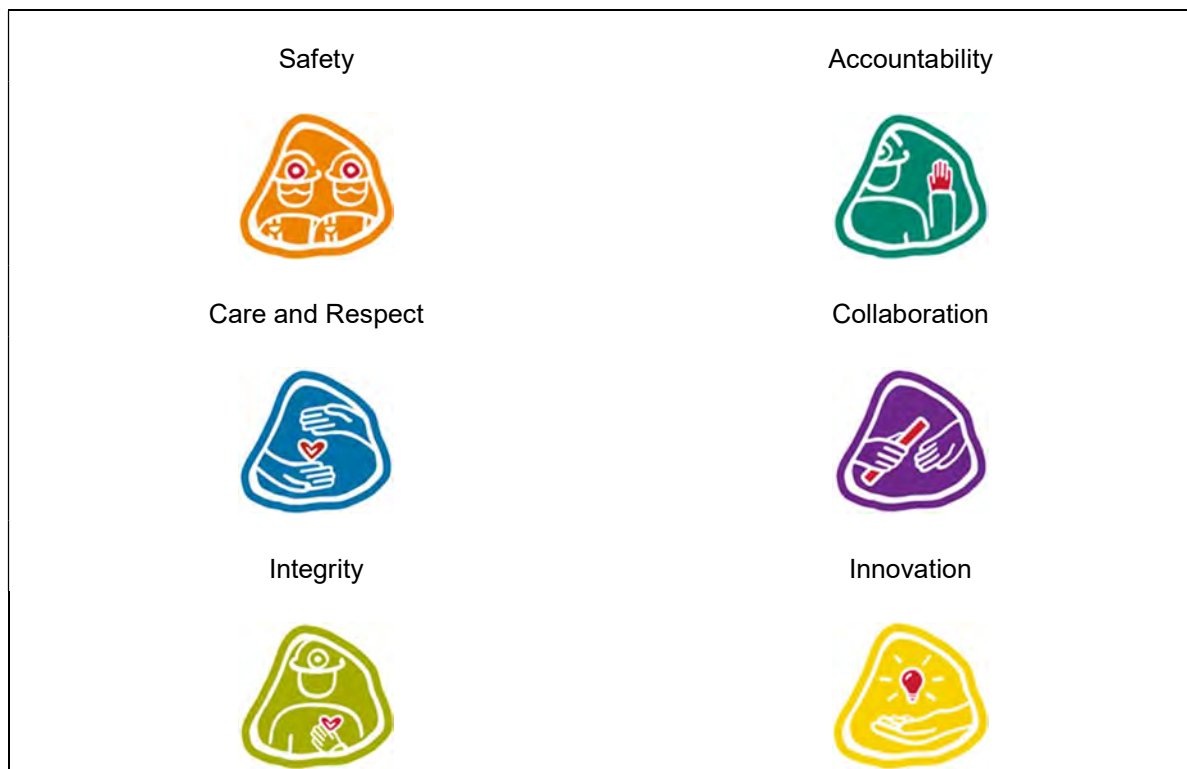 Safety
Accountability
Care and Respect
Collaboration
Integrity
Innovation